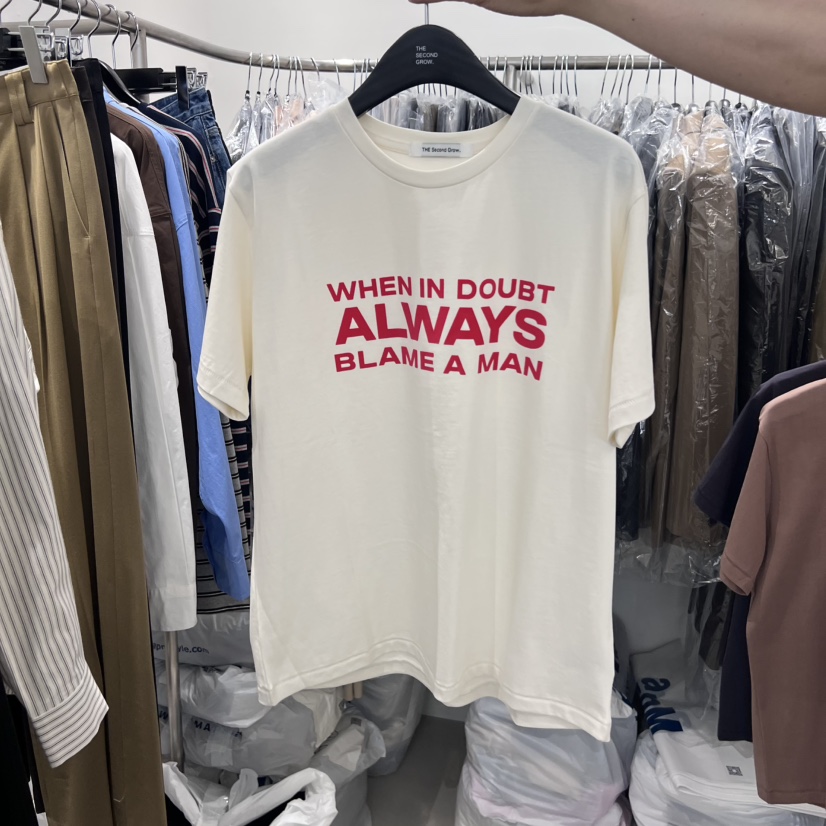 THE
SECOND
GROW.
THE Second Grow.
WHEN IN DOUBT
ALWAYS
BLAME A MAN